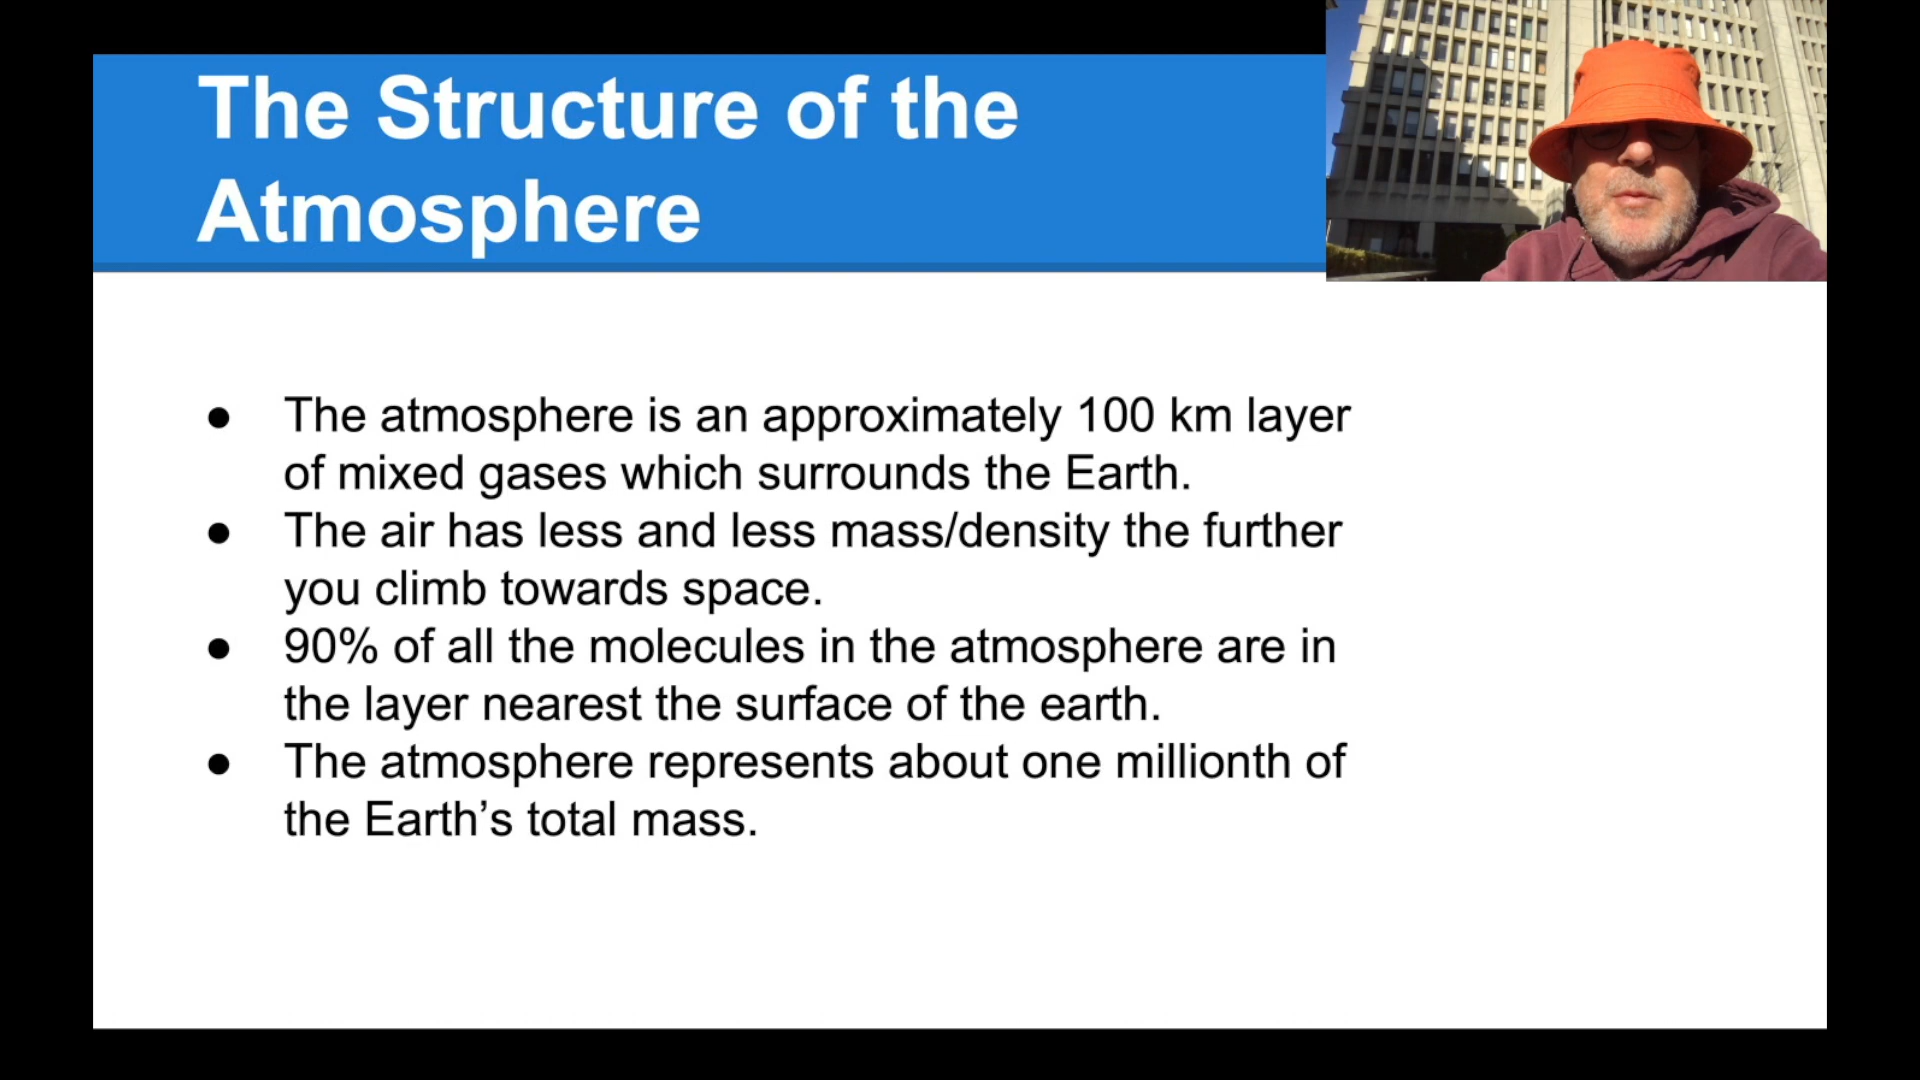 The Structure of the
Atmosphere
● The atmosphere is an approximately 100 km layer
of mixed gases which surrounds the Earth.
● The air has less and less mass/density the further
you climb towards space.
● 90% of all the molecules in the atmosphere are in
the layer nearest the surface of the earth.
● The atmosphere represents about one millionth of
the Earth’s total mass.